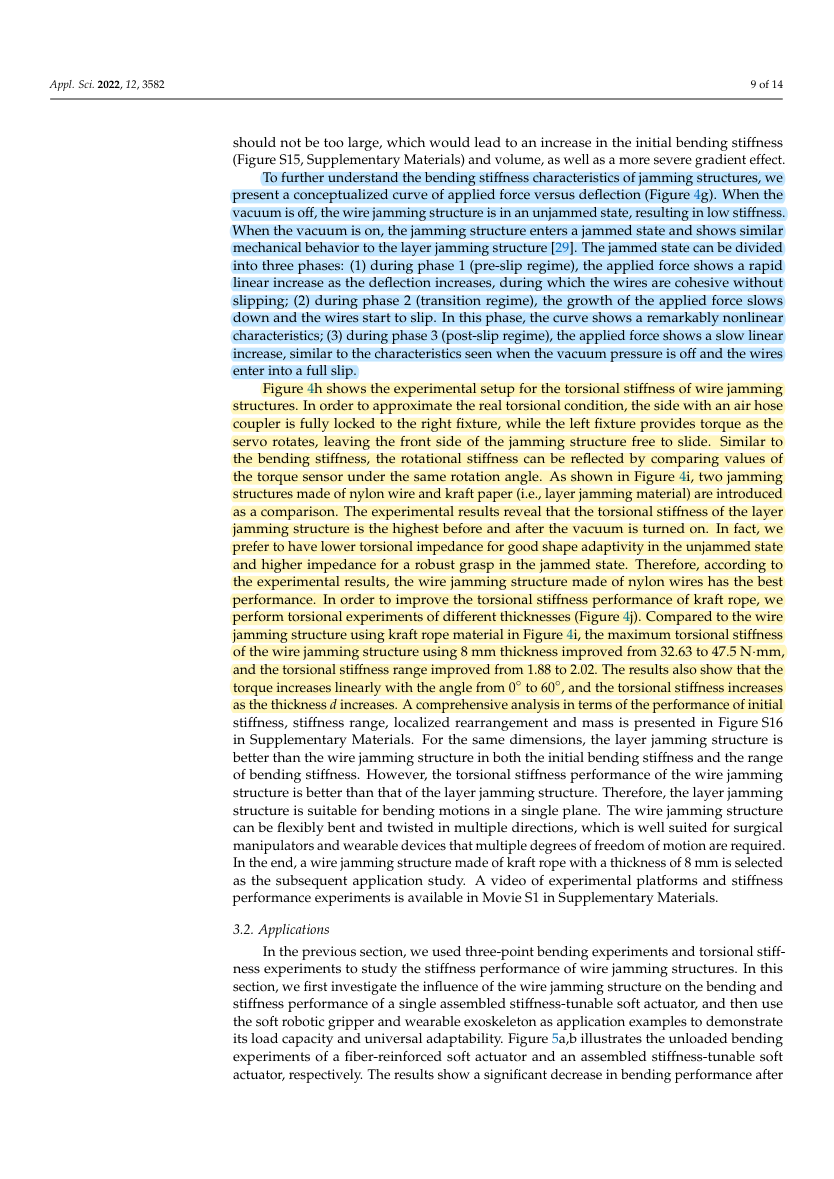 Appl. Sci. 2022, 12, 3582
9 of 14
should not be too large, which would lead to an increase in the initial bending stiffness
(Figure S15, Supplementary Materials) and volume, as well as a more severe gradient effect.
To further understand the bending stiffness characteristics of jamming structures, we
present a conceptualized curve of applied force versus deflection (Figure 4g). When the
vacuum is off, the wire jamming structure is in an unjammed state, resulting in low stiffness.
When the vacuum is on, the jamming structure enters a jammed state and shows similar
mechanical behavior to the layer jamming structure [29]. The jammed state can be divided
into three phases: (1) during phase 1 (pre-slip regime), the applied force shows a rapid
linear increase as the deflection increases, during which the wires are cohesive without
slipping; (2) during phase 2 (transition regime), the growth of the applied force slows
down and the wires start to slip. In this phase, the curve shows a remarkably nonlinear
characteristics; (3) during phase 3 (post-slip regime), the applied force shows a slow linear
increase, similar to the characteristics seen when the vacuum pressure is off and the wires
enter into a full slip.
Figure 4h shows the experimental setup for the torsional stiffness of wire jamming
structures. In order to approximate the real torsional condition, the side with an air hose
coupler is fully locked to the right fixture, while the left fixture provides torque as the
servo rotates, leaving the front side of the jamming structure free to slide. Similar to
the bending stiffness, the rotational stiffness can be reflected by comparing values of
the torque sensor under the same rotation angle. As shown in Figure 4i, two jamming
structures made of nylon wire and kraft paper (i.e., layer jamming material) are introduced
as a comparison. The experimental results reveal that the torsional stiffness of the layer
jamming structure is the highest before and after the vacuum is turned on. In fact, we
prefer to have lower torsional impedance for good shape adaptivity in the unjammed state
and higher impedance for a robust grasp in the jammed state. Therefore, according to
the experimental results, the wire jamming structure made of nylon wires has the best
performance. In order to improve the torsional stiffness performance of kraft rope, we
perform torsional experiments of different thicknesses (Figure 4j). Compared to the wire
jamming structure using kraft rope material in Figure 4i, the maximum torsional stiffness
of the wire jamming structure using 8 mm thickness improved from 32.63 to 47.5 N·mm,
and the torsional stiffness range improved from 1.88 to 2.02. The results also show that the
torque increases linearly with the angle from 0° to 60°, and the torsional stiffness increases
as the thickness d increases. A comprehensive analysis in terms of the performance of initial
stiffness, stiffness range, localized rearrangement and mass is presented in Figure S16
in Supplementary Materials. For the same dimensions, the layer jamming structure is
better than the wire jamming structure in both the initial bending stiffness and the range
of bending stiffness. However, the torsional stiffness performance of the wire jamming
structure is better than that of the layer jamming structure. Therefore, the layer jamming
structure is suitable for bending motions in a single plane. The wire jamming structure
can be flexibly bent and twisted in multiple directions, which is well suited for surgical
manipulators and wearable devices that multiple degrees of freedom of motion are required.
In the end, a wire jamming structure made of kraft rope with a thickness of 8 mm is selected
as the subsequent application study. A video of experimental platforms and stiffness
performance experiments is available in Movie S1 in Supplementary Materials.
3.2. Applications
In the previous section, we used three-point bending experiments and torsional stiff-
ness experiments to study the stiffness performance of wire jamming structures. In this
section, we first investigate the influence of the wire jamming structure on the bending and
stiffness performance of a single assembled stiffness-tunable soft actuator, and then use
the soft robotic gripper and wearable exoskeleton as application examples to demonstrate
its load capacity and universal adaptability. Figure 5a,b illustrates the unloaded bending
experiments of a fiber-reinforced soft actuator and an assembled stiffness-tunable soft
actuator, respectively. The results show a significant decrease in bending performance after